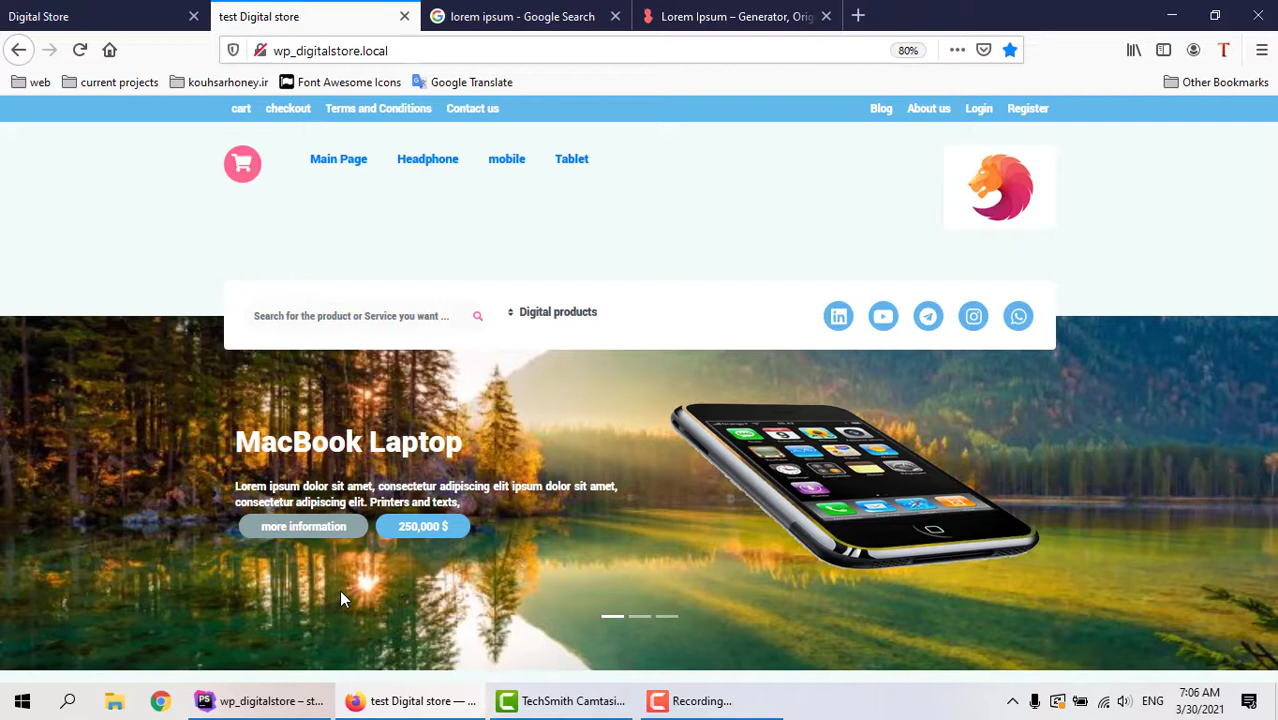 Digital Store
test Digital store
lorem ipsum - Google Search
Lorem Ipsum – Generator, Orig
wp_digitalstore.local
80%
web
current projects
kouhsarhoney.ir
Font Awesome Icons
Google Translate
Other Bookmarks
cart
checkout
Terms and Conditions
Contact us
Blog
About us
Login
Register
Main Page
Headphone
mobile
Tablet
Search for the product or Service you want ...
Digital products
MacBook Laptop
Lorem ipsum dolor sit amet, consectetur adipiscing elit ipsum dolor sit amet,
consectetur adipiscing elit. Printers and texts,
more information
250,000 $
wp_digitalstore – st...
test Digital store — ...
TechSmith Camtasi...
Recording...
ENG
7:06 AM
3/30/2021